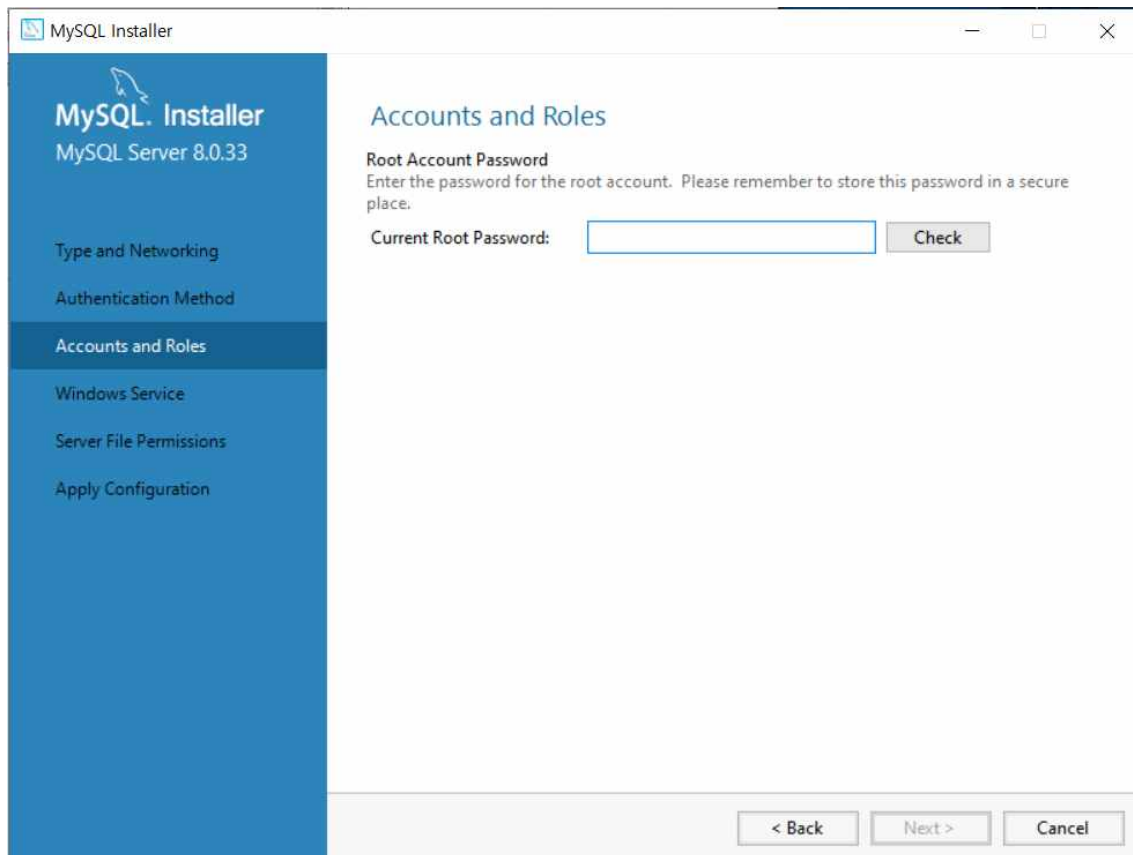 MySQL Installer
MySQL. Installer
MySQL Server 8.0.33
Type and Networking
Authentication Method
Accounts and Roles
Windows Service
Server File Permissions
Apply Configuration
Accounts and Roles
Root Account Password
Enter the password for the root account. Please remember to store this password in a secure
place.
Current Root Password:
Check
< Back
Next >
Cancel